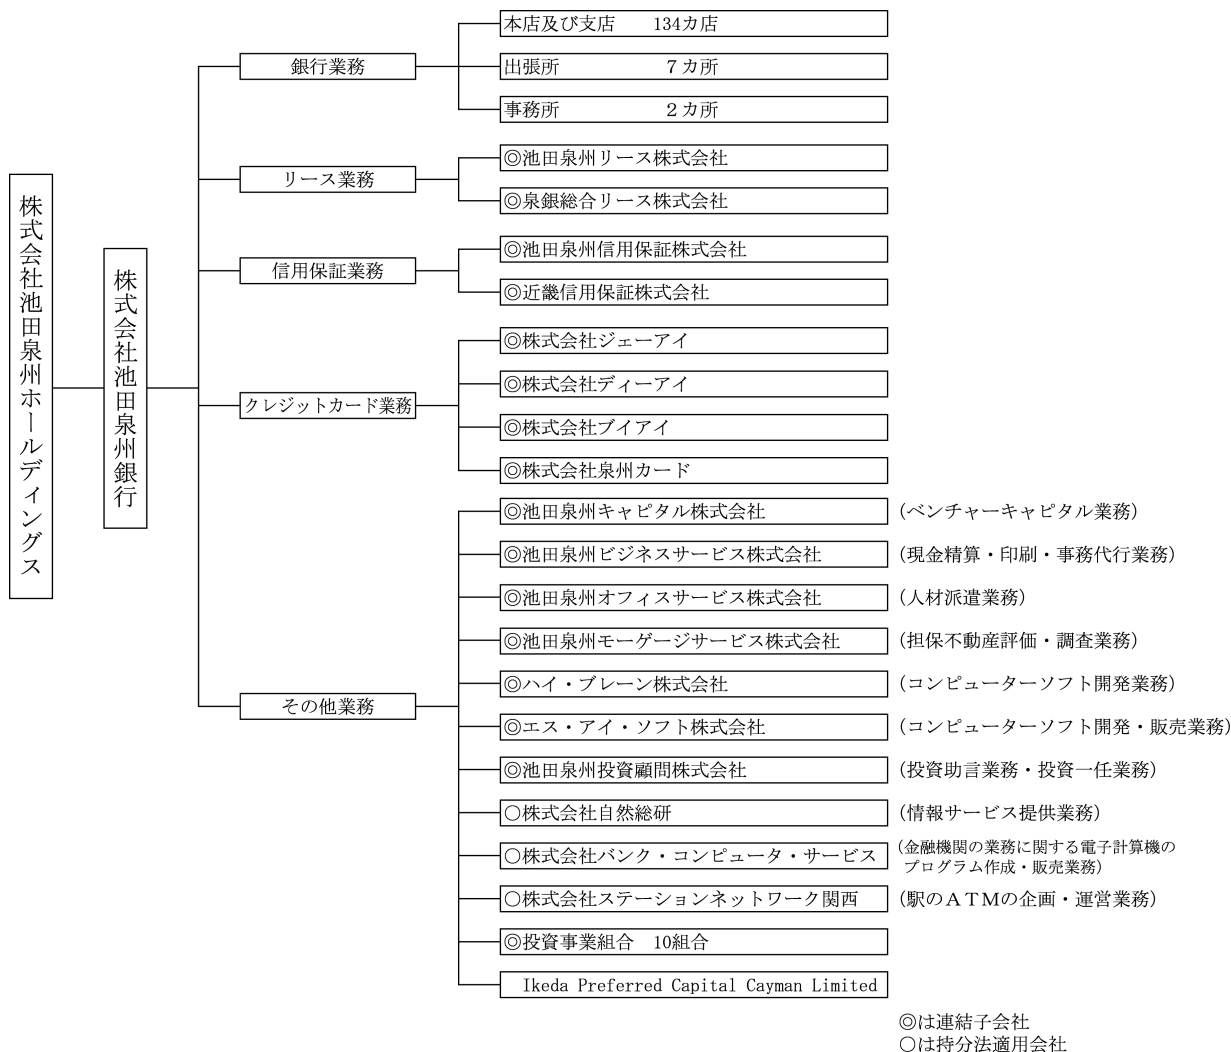 株式会社池田泉州ホールディングス
株式会社池田泉州銀行
銀行業務
本店及び支店　　134カ店
出張所　　　　　　７カ所
事務所　　　　　　２カ所
リース業務
◎池田泉州リース株式会社
◎泉銀総合リース株式会社
信用保証業務
◎池田泉州信用保証株式会社
◎近畿信用保証株式会社
クレジットカード業務
◎株式会社ジェーアイ
◎株式会社ディーアイ
◎株式会社ブイアイ
◎株式会社泉州カード
その他業務
◎池田泉州キャピタル株式会社　（ベンチャーキャピタル業務）
◎池田泉州ビジネスサービス株式会社　（現金精算・印刷・事務代行業務）
◎池田泉州オフィスサービス株式会社　（人材派遣業務）
◎池田泉州モーゲージサービス株式会社　（担保不動産評価・調査業務）
◎ハイ・ブレーン株式会社　（コンピューターソフト開発業務）
◎エス・アイ・ソフト株式会社　（コンピューターソフト開発・販売業務）
◎池田泉州投資顧問株式会社　（投資助言業務・投資一任業務）
○株式会社自然総研　（情報サービス提供業務）
○株式会社バンク・コンピュータ・サービス　（金融機関の業務に関する電子計算機の
プログラム作成・販売業務）
○株式会社ステーションネットワーク関西　（駅のＡＴＭの企画・運営業務）
◎投資事業組合　10組合
Ikeda Preferred Capital Cayman Limited
◎は連結子会社
○は持分法適用会社